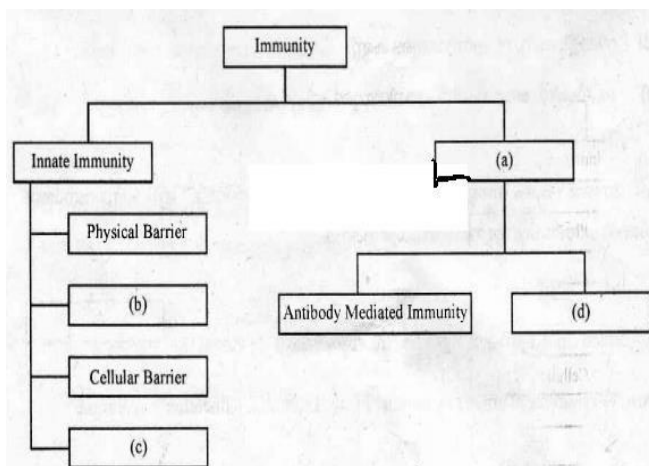 Immunity
Innate Immunity
(a)
Physical Barrier
(b)
Antibody Mediated Immunity
(d)
Cellular Barrier
(c)